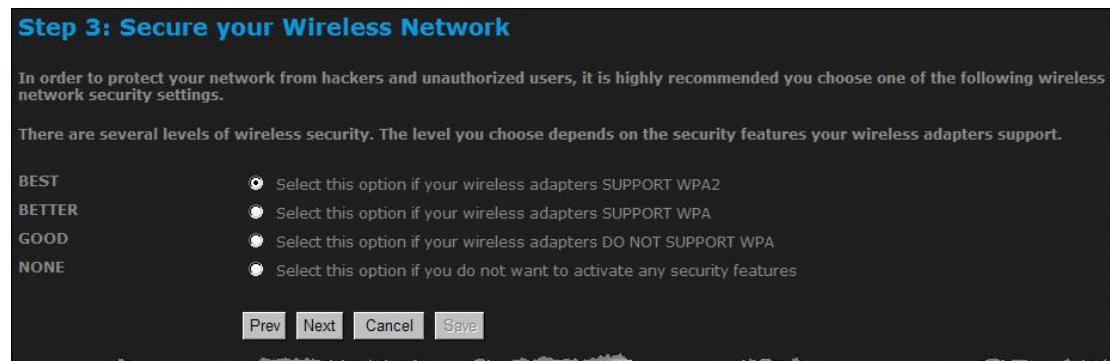 Step 3: Secure your Wireless Network
In order to protect your network from hackers and unauthorized users, it is highly recommended you choose one of the following wireless
network security settings.
There are several levels of wireless security. The level you choose depends on the security features your wireless adapters support.
BEST Select this option if your wireless adapters SUPPORT WPA2
BETTER Select this option if your wireless adapters SUPPORT WPA
GOOD Select this option if your wireless adapters DO NOT SUPPORT WPA
NONE Select this option if you do not want to activate any security features
Prev Next Cancel Save